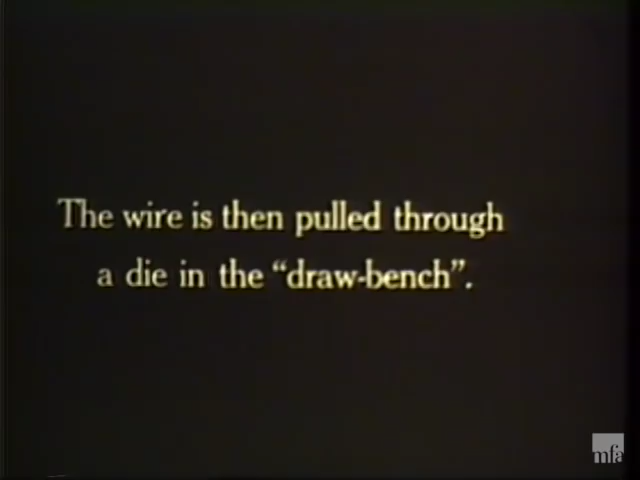 The wire is then pulled through
a die in the “draw-bench”.
mfa